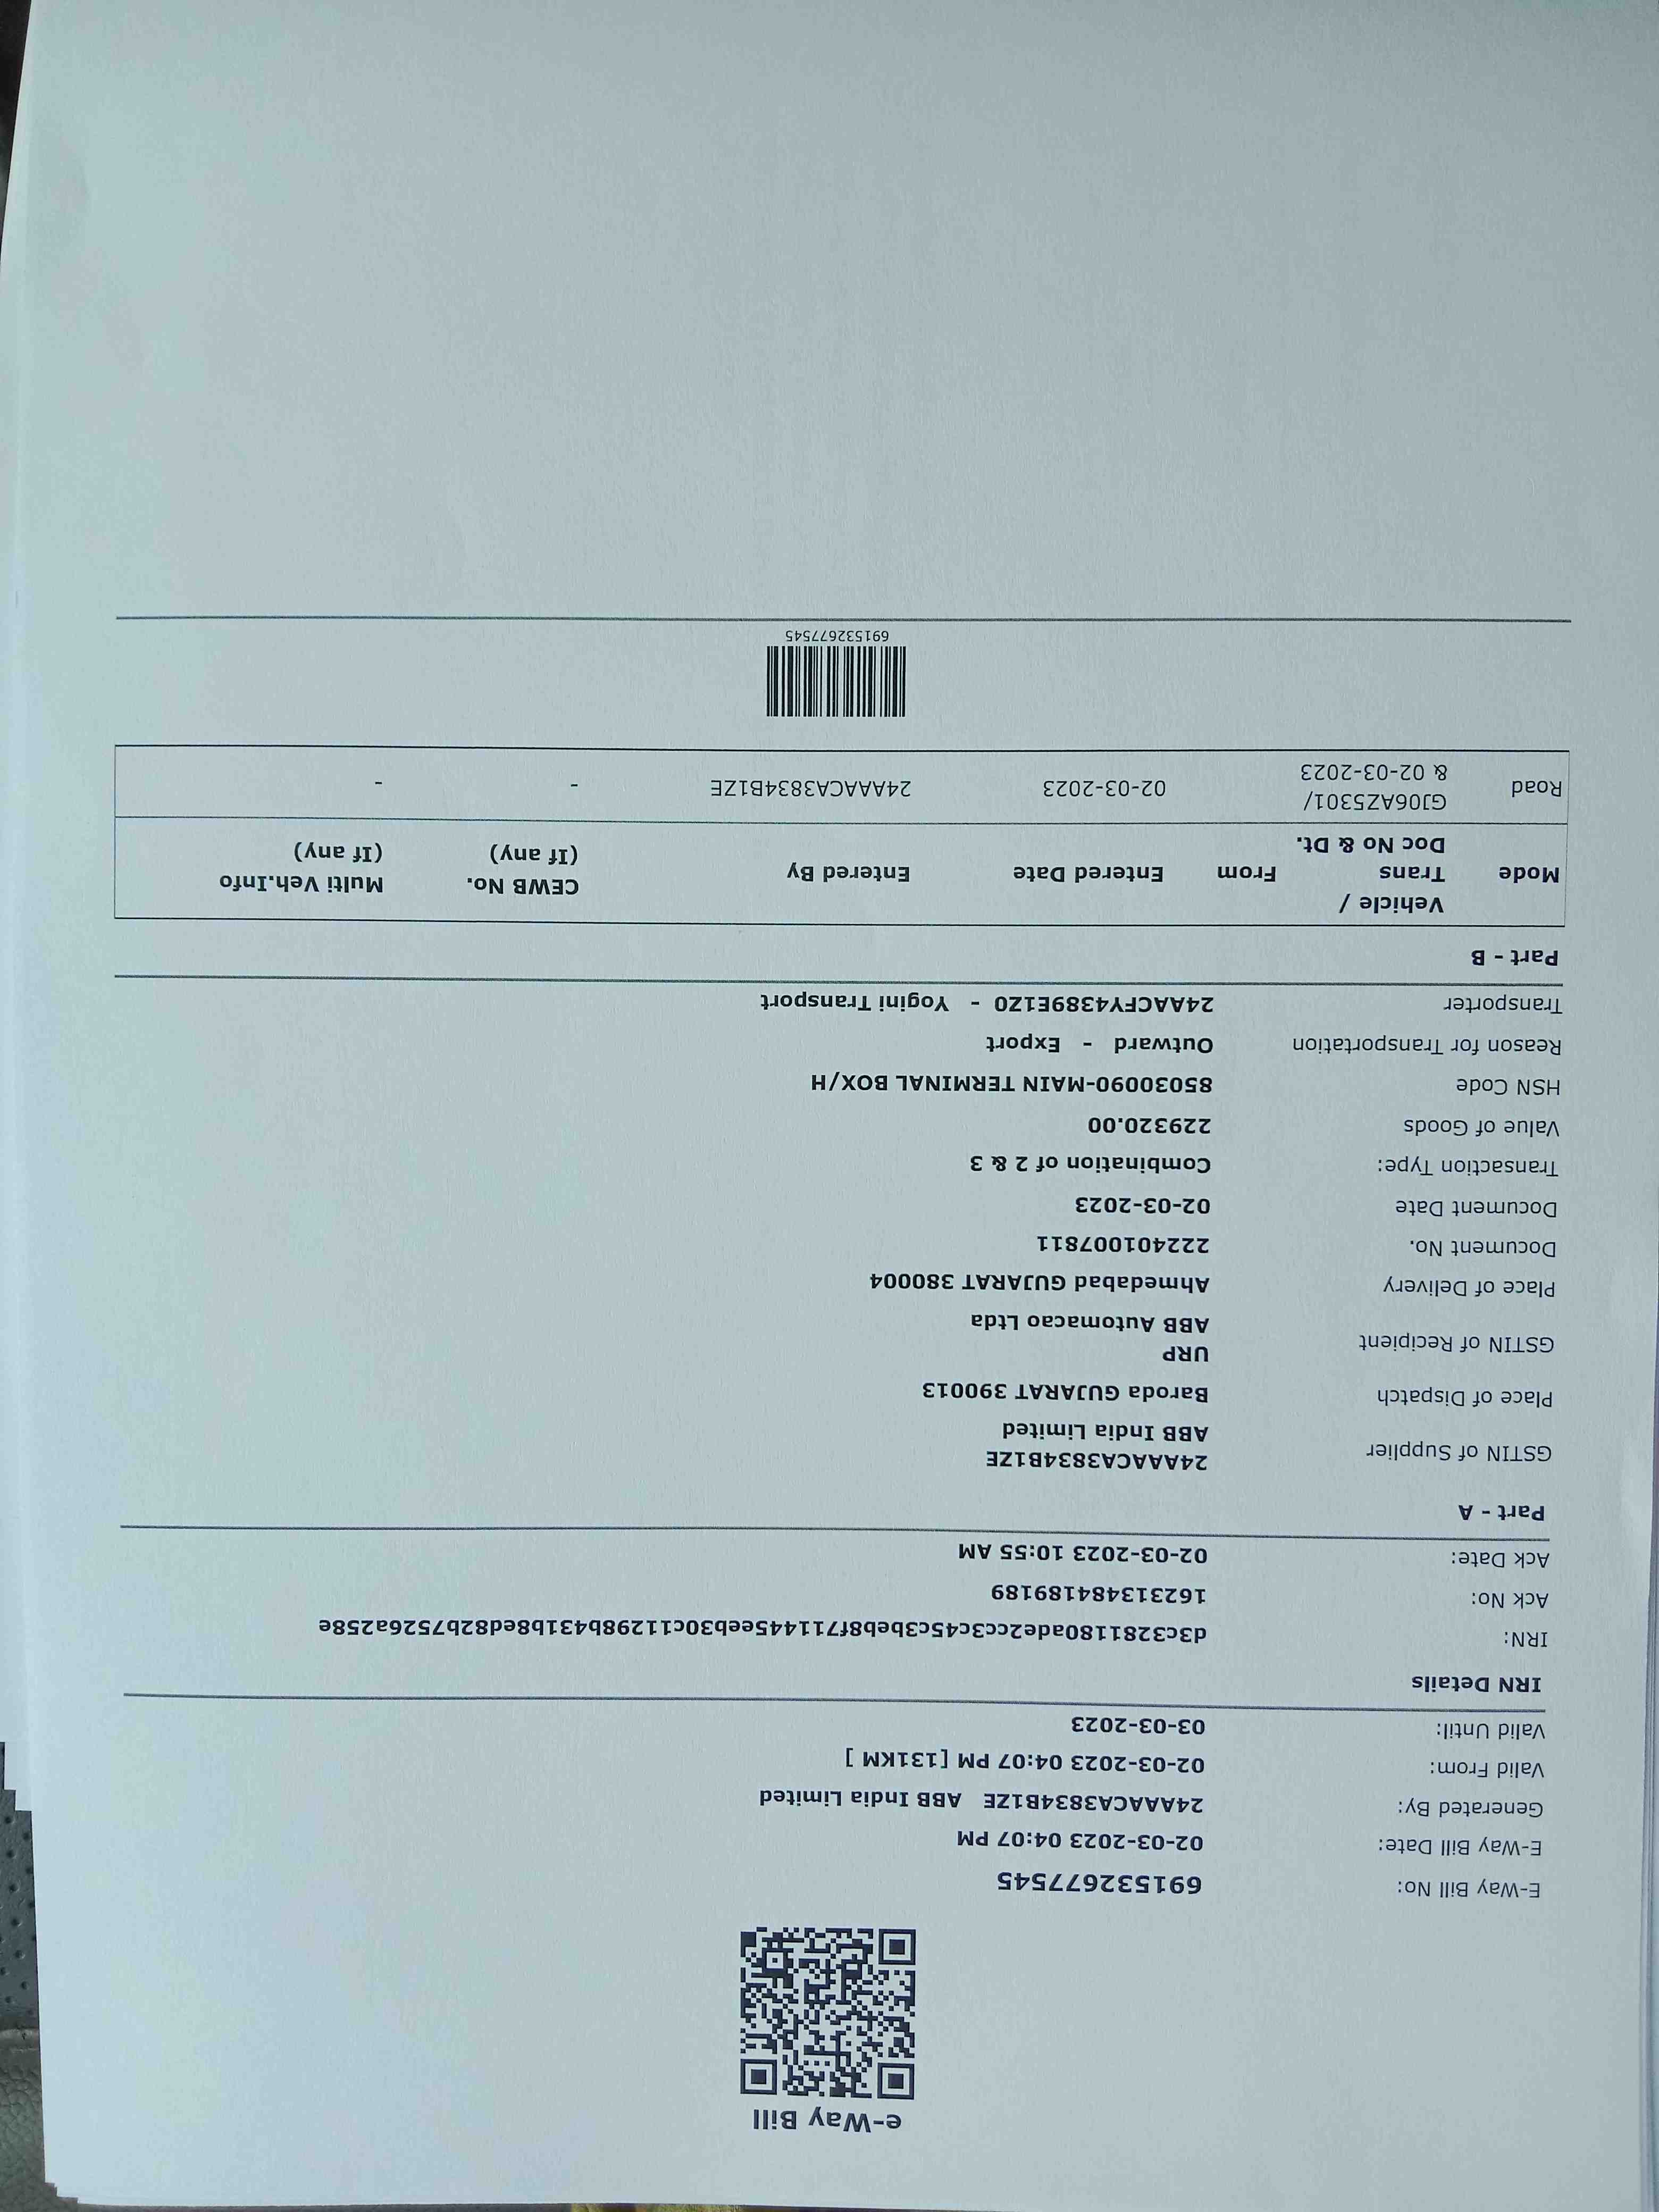 e-Way Bill
E-Way Bill No: 691532677545
E-Way Bill Date: 02-03-2023 04:07 PM
Generated By: 24AAACA3834B1ZE ABB India Limited
Valid From: 02-03-2023 04:07 PM [131KM ]
Valid Until: 03-03-2023
IRN Details
IRN: d3c3281180ade2cc3c45c3beb8f7114445eeb30c11298b431b8ed82b7526a258e
Ack No: 162313484189189
Ack Date: 02-03-2023 10:55 AM
Part - A
GSTIN of Supplier 24AAACA3834B1ZE
ABB India Limited
Place of Dispatch Baroda GUJARAT 390013
GSTIN of Recipient URP
ABB Automacao Ltda
Place of Delivery Ahmedabad GUJARAT 380004
Document No. 222401007811
Document Date 02-03-2023
Transaction Type: Combination of 2 & 3
Value of Goods 229320.00
HSN Code 85030090-MAIN TERMINAL BOX/H
Reason for Transportation Outward - Export
Transporter 24AACFY4389E1Z0 - Yogini Transport
Part - B
Mode Vehicle / Trans Doc No & Dt. From Entered Date Entered By CEWB No. (If any) Multi Veh.Info (If any)
Road GJ06AZ5301/ & 02-03-2023 02-03-2023 24AAACA3834B1ZE - -
691532677545